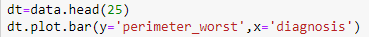 dt=data.head(25)
dt.plot.bar(y='perimeter_worst',x='diagnosis')